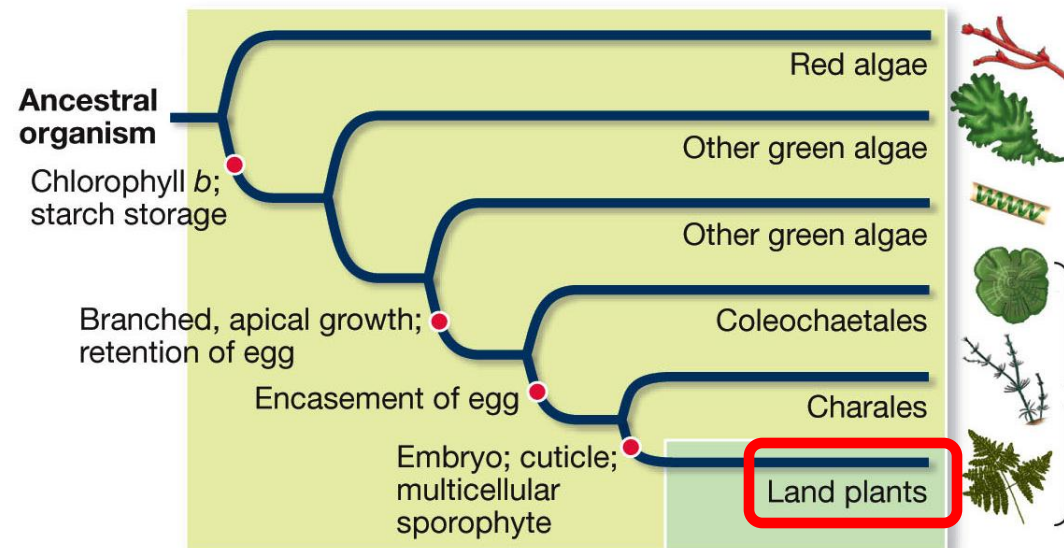 Red algae
Ancestral
organism
Other green algae
Chlorophyll b;
starch storage
Other green algae
Branched, apical growth;
retention of egg
Coleochaetales
Encasement of egg
Charales
Embryo; cuticle;
multicellular
sporophyte
Land plants